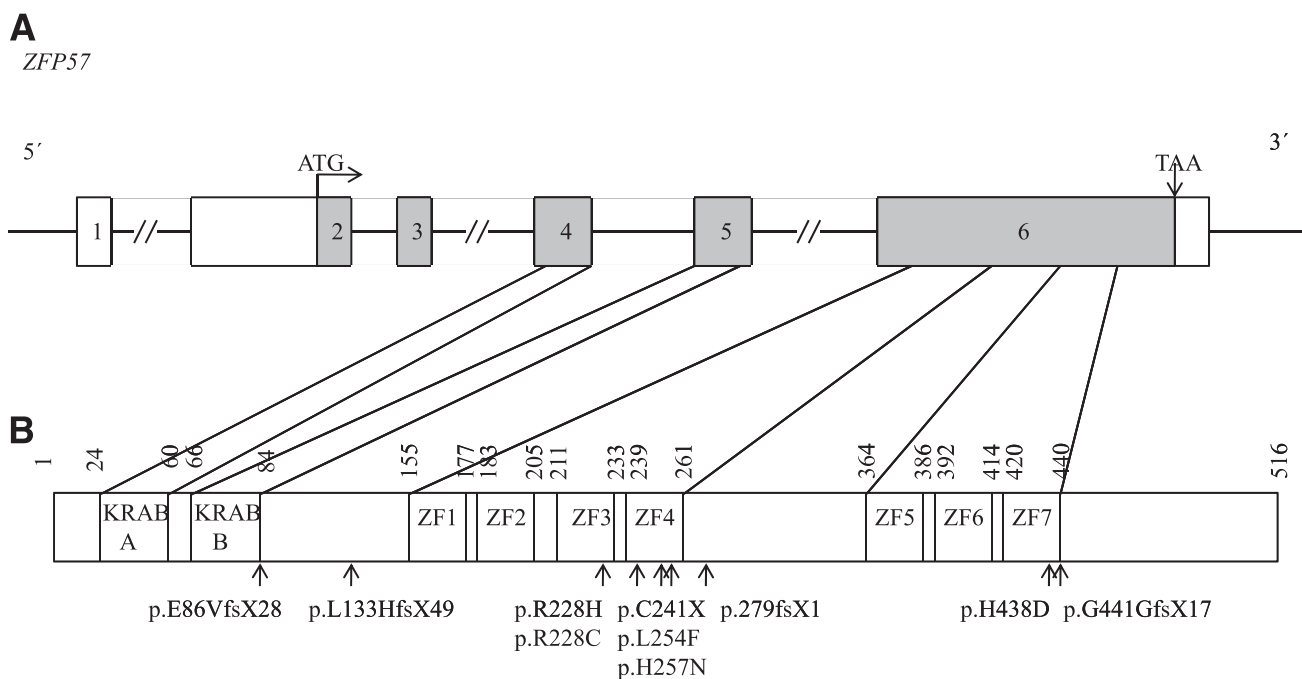 A
ZFP57
5´
3´
ATG
TAA
1
2
3
4
5
6
B
1 24 60 66 84 155 177 183 205 211 233 239 261 364 386 392 414 420 440 516
KRAB A
KRAB B
ZF1 ZF2 ZF3 ZF4 ZF5 ZF6 ZF7
p.E86VfsX28 p.L133HfsX49 p.R228H p.C241X p.279fsX1 p.H438D p.G441GfsX17
p.R228C p.L254F
p.H257N